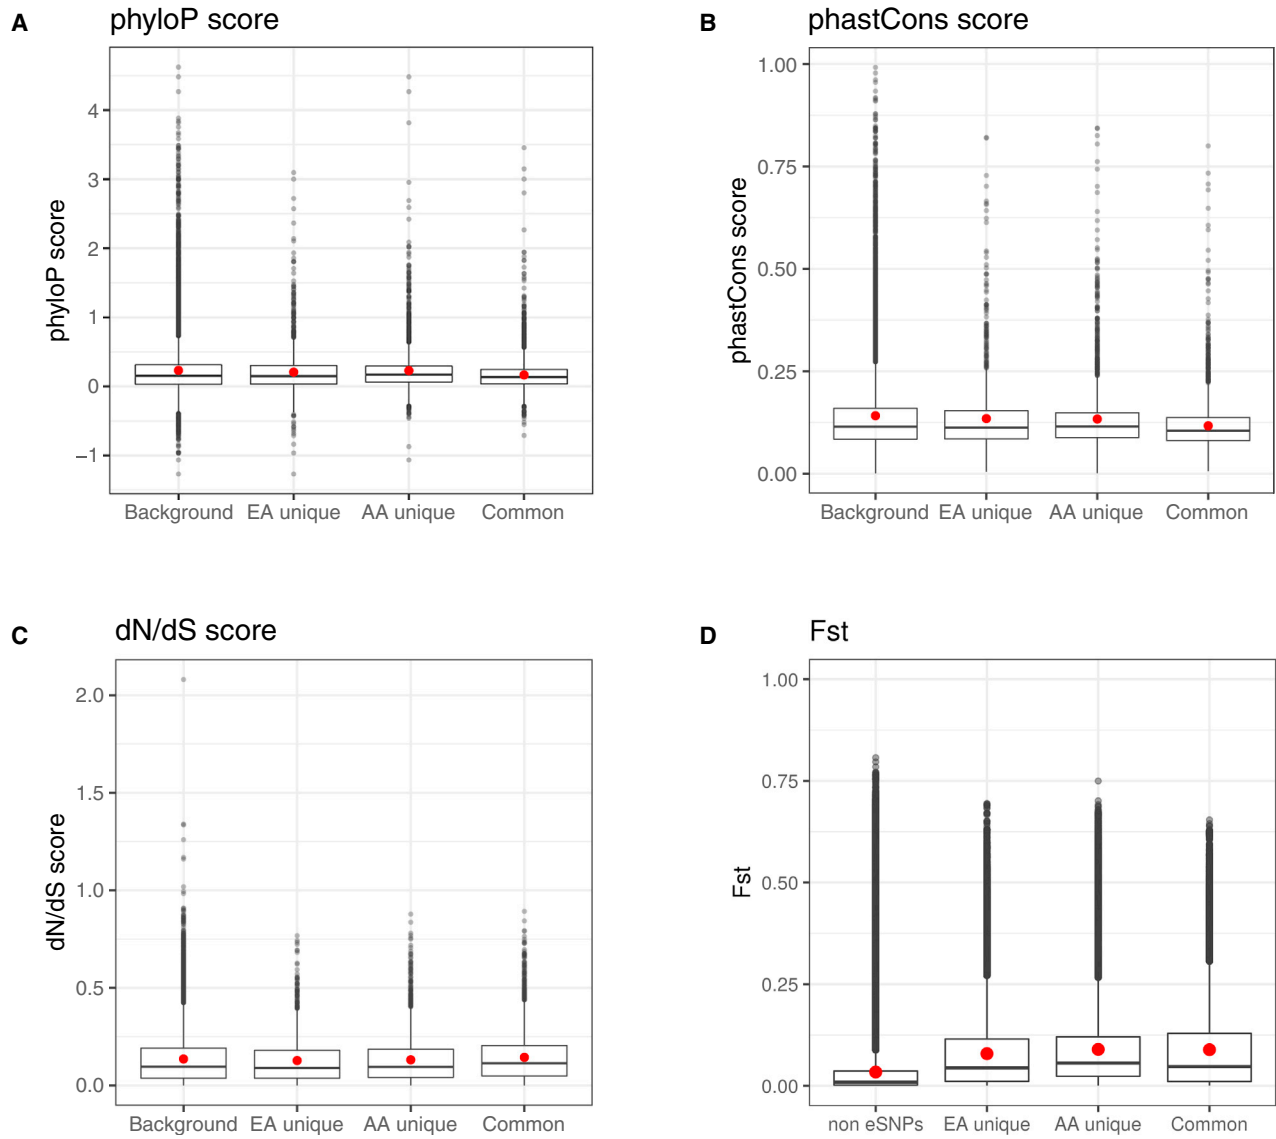 A
phyloP score
phyloP score
4
3
2
1
0
−1
Background EA unique AA unique Common
B
phastCons score
phastCons score
1.00
0.75
0.50
0.25
0.00
Background EA unique AA unique Common
C
dN/dS score
dN/dS score
2.0
1.5
1.0
0.5
0.0
Background EA unique AA unique Common
D
Fst
Fst
1.00
0.75
0.50
0.25
0.00
non eSNPs EA unique AA unique Common